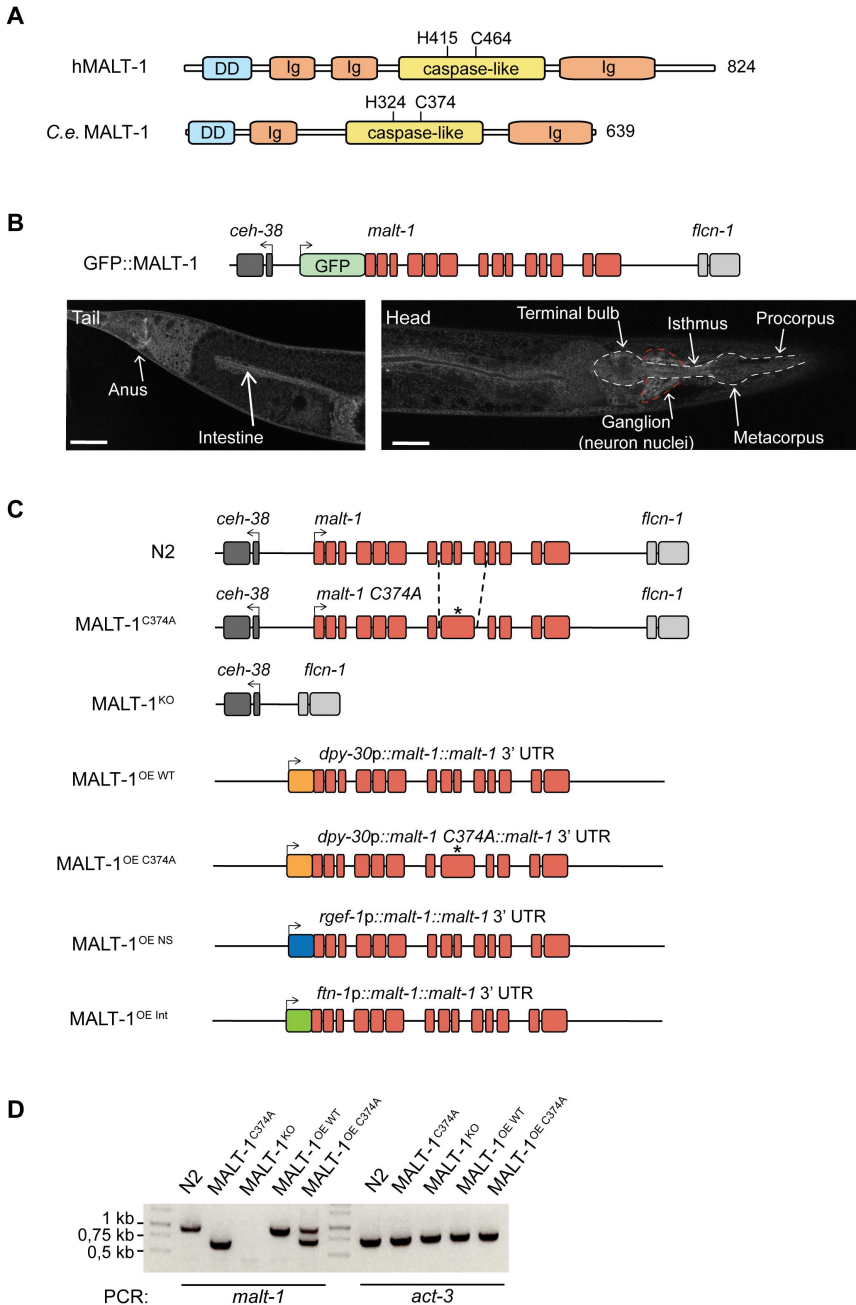 A
H415 C464
hMALT-1 DD Ig Ig caspase-like Ig 824
H324 C374
C.e. MALT-1 DD Ig caspase-like Ig 639
B
ceh-38 malt-1 flcn-1
GFP::MALT-1 GFP
Tail
Anus
Intestine
Head
Terminal bulb
Isthmus
Procorpus
Ganglion
(neuron nuclei)
Metacorpus
C
ceh-38 malt-1 flcn-1
N2
ceh-38 malt-1 C374A flcn-1
*
MALT-1C374A
ceh-38 flcn-1
MALT-1KO
dpy-30p::malt-1::malt-1 3’ UTR
MALT-1OE WT
dpy-30p::malt-1 C374A::malt-1 3’ UTR
*
MALT-1OE C374A
rgef-1p::malt-1::malt-1 3’ UTR
MALT-1OE NS
ftn-1p::malt-1::malt-1 3’ UTR
MALT-1OE Int
D
N2 MALT-1C374A MALT-1KO MALT-1OE WT MALT-1OE C374A
N2 MALT-1C374A MALT-1KO MALT-1OE WT MALT-1OE C374A
1 kb
0,75 kb
0,5 kb
PCR: malt-1 act-3